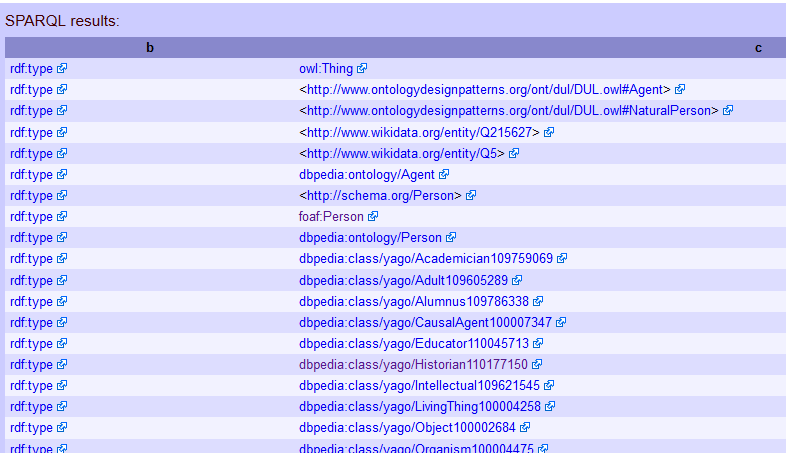 SPARQL results:
b c
rdf:type owl:Thing
rdf:type <http://www.ontologydesignpatterns.org/ont/dul/DUL.owl#Agent>
rdf:type <http://www.ontologydesignpatterns.org/ont/dul/DUL.owl#NaturalPerson>
rdf:type <http://www.wikidata.org/entity/Q215627>
rdf:type <http://www.wikidata.org/entity/Q5>
rdf:type dbpedia:ontology/Agent
rdf:type <http://schema.org/Person>
rdf:type foaf:Person
rdf:type dbpedia:ontology/Person
rdf:type dbpedia:class/yago/Academician109759069
rdf:type dbpedia:class/yago/Adult109605289
rdf:type dbpedia:class/yago/Alumnus109786338
rdf:type dbpedia:class/yago/CausalAgent100007347
rdf:type dbpedia:class/yago/Educator110045713
rdf:type dbpedia:class/yago/Historian110177150
rdf:type dbpedia:class/yago/Intellectual109621545
rdf:type dbpedia:class/yago/LivingThing100004258
rdf:type dbpedia:class/yago/Object100002684
rdf:type dbpedia:class/yago/Organism100004475